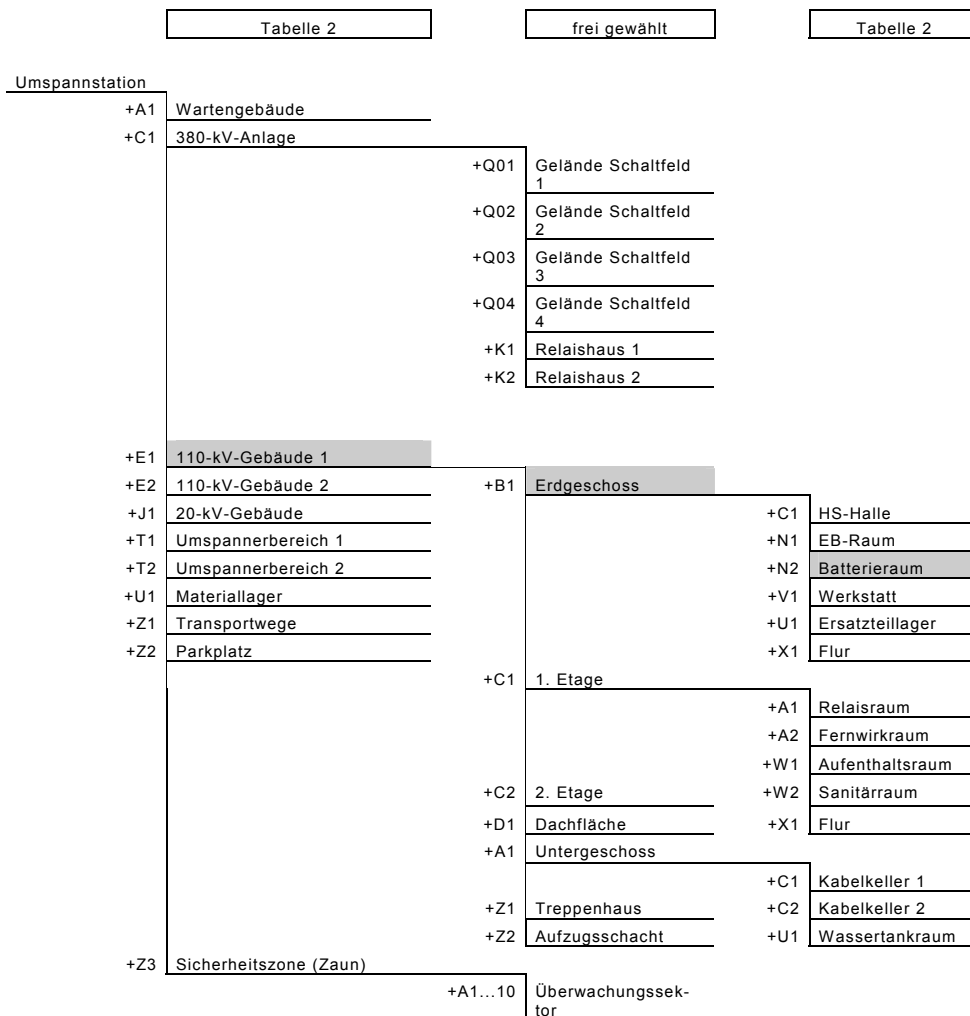 Tabelle 2 frei gewählt Tabelle 2
Umspannstation
+A1 Wartengebäude
+C1 380-kV-Anlage
+Q01 Gelände Schaltfeld
1
+Q02 Gelände Schaltfeld
2
+Q03 Gelände Schaltfeld
3
+Q04 Gelände Schaltfeld
4
+K1 Relaishaus 1
+K2 Relaishaus 2
+E1 110-kV-Gebäude 1
+E2 110-kV-Gebäude 2 +B1 Erdgeschoss
+J1 20-kV-Gebäude +C1 HS-Halle
+T1 Umspannerbereich 1 +N1 EB-Raum
+T2 Umspannerbereich 2 +N2 Batterieraum
+U1 Materiallager +V1 Werkstatt
+Z1 Transportwege +U1 Ersatzteillager
+Z2 Parkplatz +X1 Flur
+C1 1. Etage
+A1 Relaisraum
+A2 Fernwirkraum
+W1 Aufenthaltsraum
+C2 2. Etage +W2 Sanitärraum
+D1 Dachfläche +X1 Flur
+A1 Untergeschoss
+C1 Kabelkeller 1
+Z1 Treppenhaus +C2 Kabelkeller 2
+Z2 Aufzugsschacht +U1 Wassertankraum
+Z3 Sicherheitszone (Zaun)
+A1...10 Überwachungssek-
tor